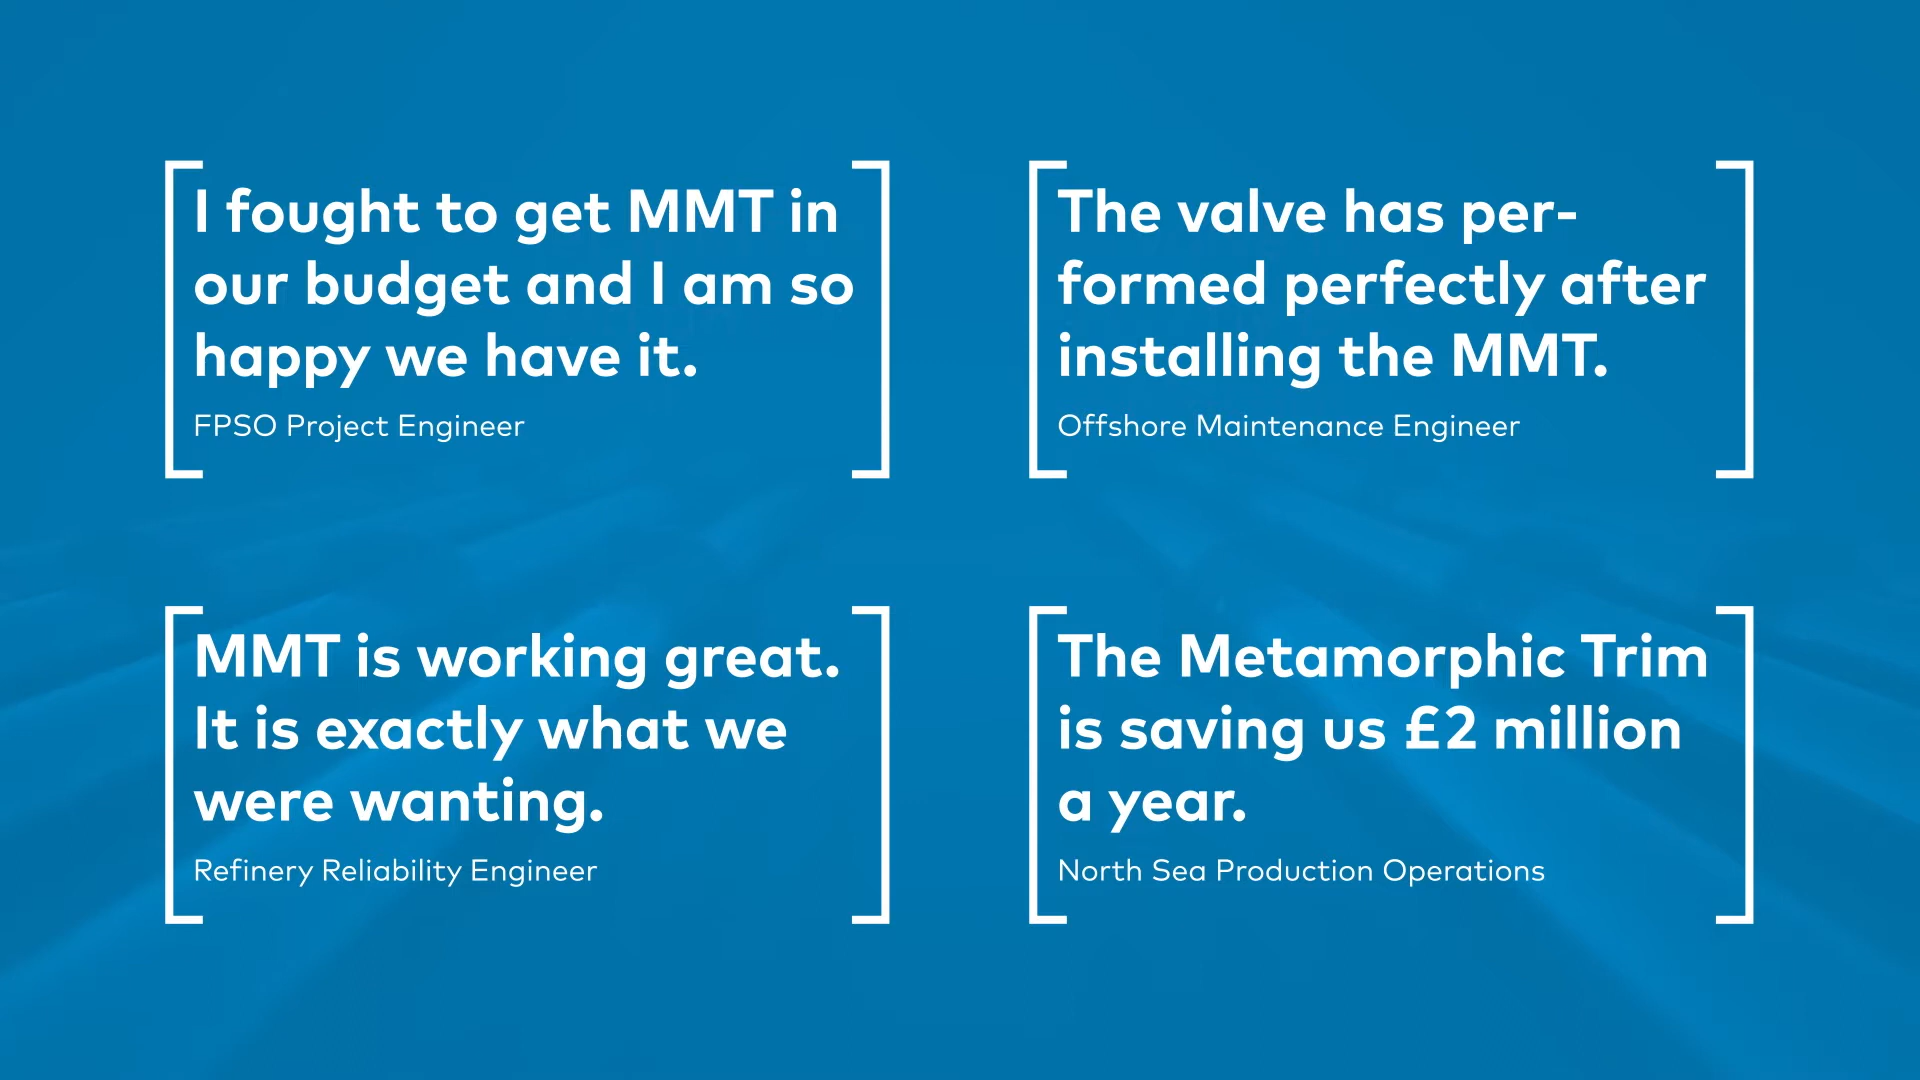 I fought to get MMT in
our budget and I am so
happy we have it.
FPSO Project Engineer
The valve has per-
formed perfectly after
installing the MMT.
Offshore Maintenance Engineer
MMT is working great.
It is exactly what we
were wanting.
Refinery Reliability Engineer
The Metamorphic Trim
is saving us £2 million
a year.
North Sea Production Operations